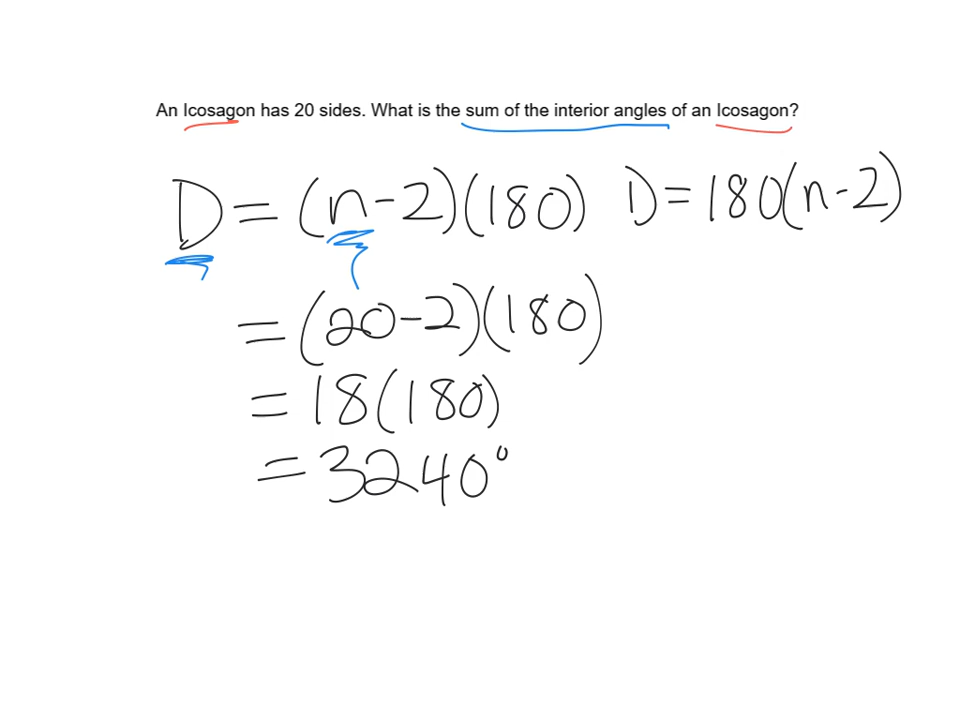 An Icosagon has 20 sides. What is the sum of the interior angles of an Icosagon?
D = (n-2)(180) D = 180(n-2)
= (20-2)(180)
= 18(180)
= 3240°